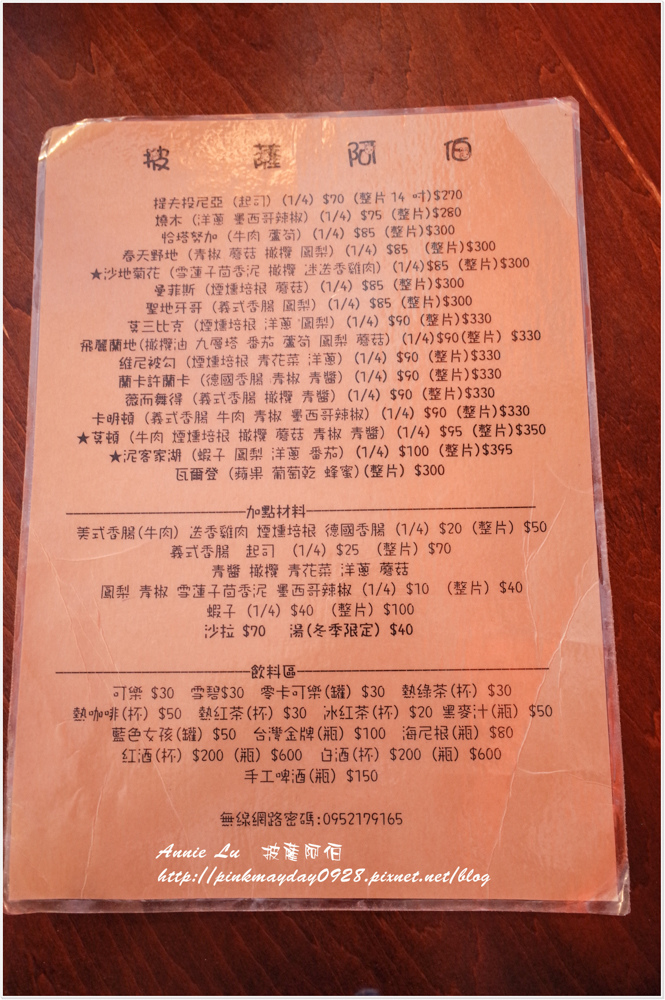 披薩阿伯
提夫投尼亞 (起司) (1/4) $70 (整片 14 吋)$270
燒木 (洋蔥 墨西哥辣椒) (1/4) $75 (整片)$280
恰塔努加 (牛肉 蘆筍) (1/4) $85 (整片)$300
春天野地 (青椒 蘑菇 橄欖 鳳梨) (1/4) $85 (整片)$300
★沙地菊花 (雪蓮子茴香泥 橄欖 迷迭香雞肉) (1/4)$85 (整片)$300
曼菲斯 (煙燻培根 蘑菇) (1/4) $85 (整片)$300
聖地牙哥 (義式香腸 鳳梨) (1/4) $85 (整片)$300
莫三比克 (煙燻培根 洋蔥 鳳梨) (1/4) $90 (整片)$330
飛麗蘭地(橄欖油 九層塔 番茄 蘆筍 鳳梨 蘑菇) (1/4)$90(整片) $330
維尼被勾 (煙燻培根 青花菜 洋蔥) (1/4) $90 (整片)$330
蘭卡許蘭卡 (德國香腸 青椒 青醬) (1/4) $90 (整片)$330
薇而舞得 (義式香腸 橄欖 青醬) (1/4) $90 (整片)$330
卡明頓 (義式香腸 牛肉 青椒 墨西哥辣椒) (1/4) $90 (整片)$330
★莫頓 (牛肉 煙燻培根 橄欖 蘑菇 青椒 青醬) (1/4) $95 (整片)$350
★泥客家湖 (蝦子 鳳梨 洋蔥 番茄) (1/4) $100 (整片)$395
瓦爾登 (蘋果 葡萄乾 蜂蜜)(整片) $300
加點材料
美式香腸(牛肉) 迭香雞肉 煙燻培根 德國香腸 (1/4) $20 (整片) $50
義式香腸 起司 (1/4) $25 (整片) $70
青醬 橄欖 青花菜 洋蔥 蘑菇
鳳梨 青椒 雪蓮子茴香泥 墨西哥辣椒 (1/4) $10 (整片) $40
蝦子 (1/4) $40 (整片) $100
沙拉 $70 湯(冬季限定) $40
飲料區
可樂 $30 雪碧$30 零卡可樂(罐) $30 熱綠茶(杯) $30
熱咖啡(杯) $50 熱紅茶(杯) $30 冰紅茶(杯) $20 黑麥汁(瓶) $50
藍色女孩(罐) $50 台灣金牌(瓶) $100 海尼根(瓶) $80
紅酒(杯) $200 (瓶) $600 白酒(杯) $200 (瓶) $600
手工啤酒(瓶) $150
無線網路密碼:0952179165
Annie Lu 披薩阿伯
http://pinkmayday0928.pixnet.net/blog